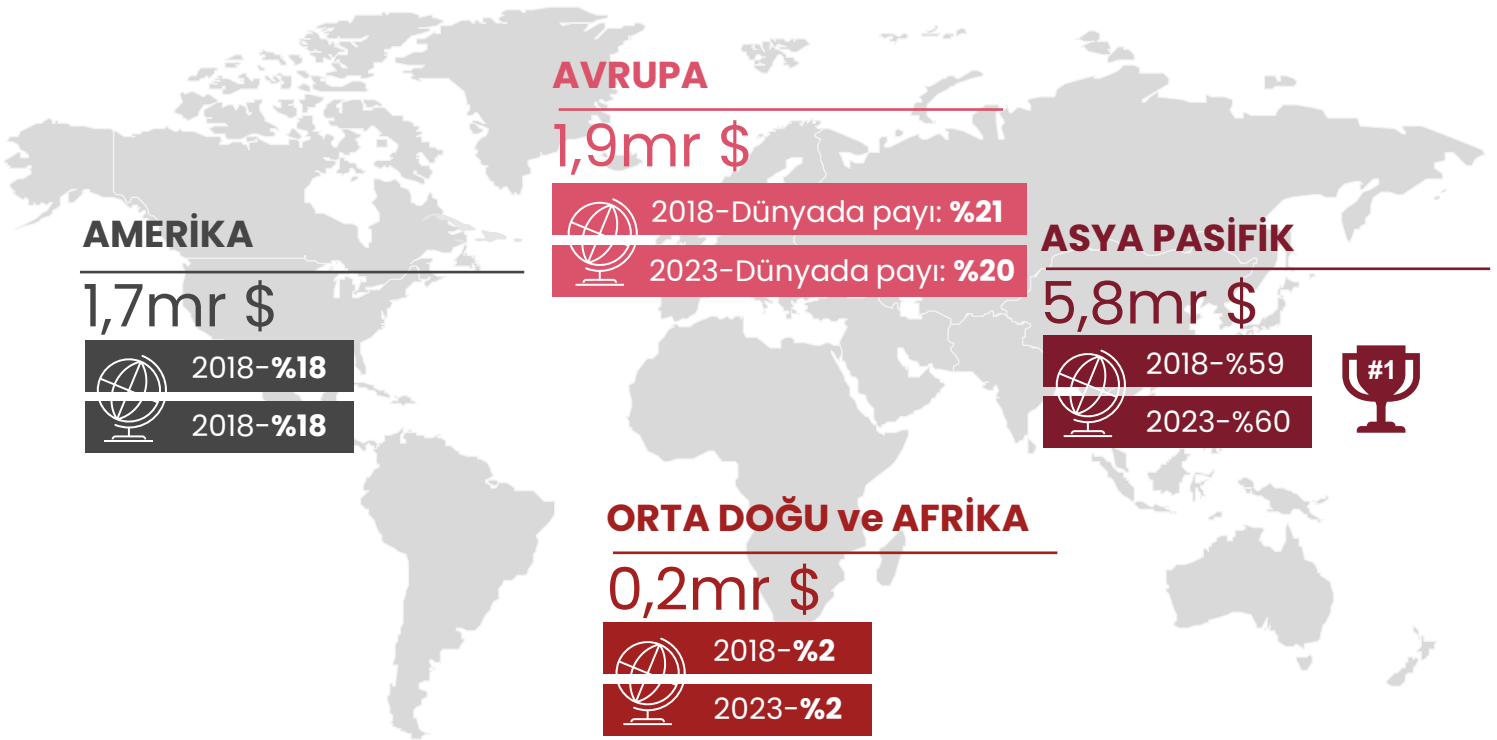 AVRUPA
1,9mr $
2018-Dünyada payı: %21
2023-Dünyada payı: %20
AMERİKA
1,7mr $
2018-%18
2018-%18
ASYA PASİFİK
5,8mr $
2018-%59
2023-%60
#1
ORTA DOĞU ve AFRİKA
0,2mr $
2018-%2
2023-%2